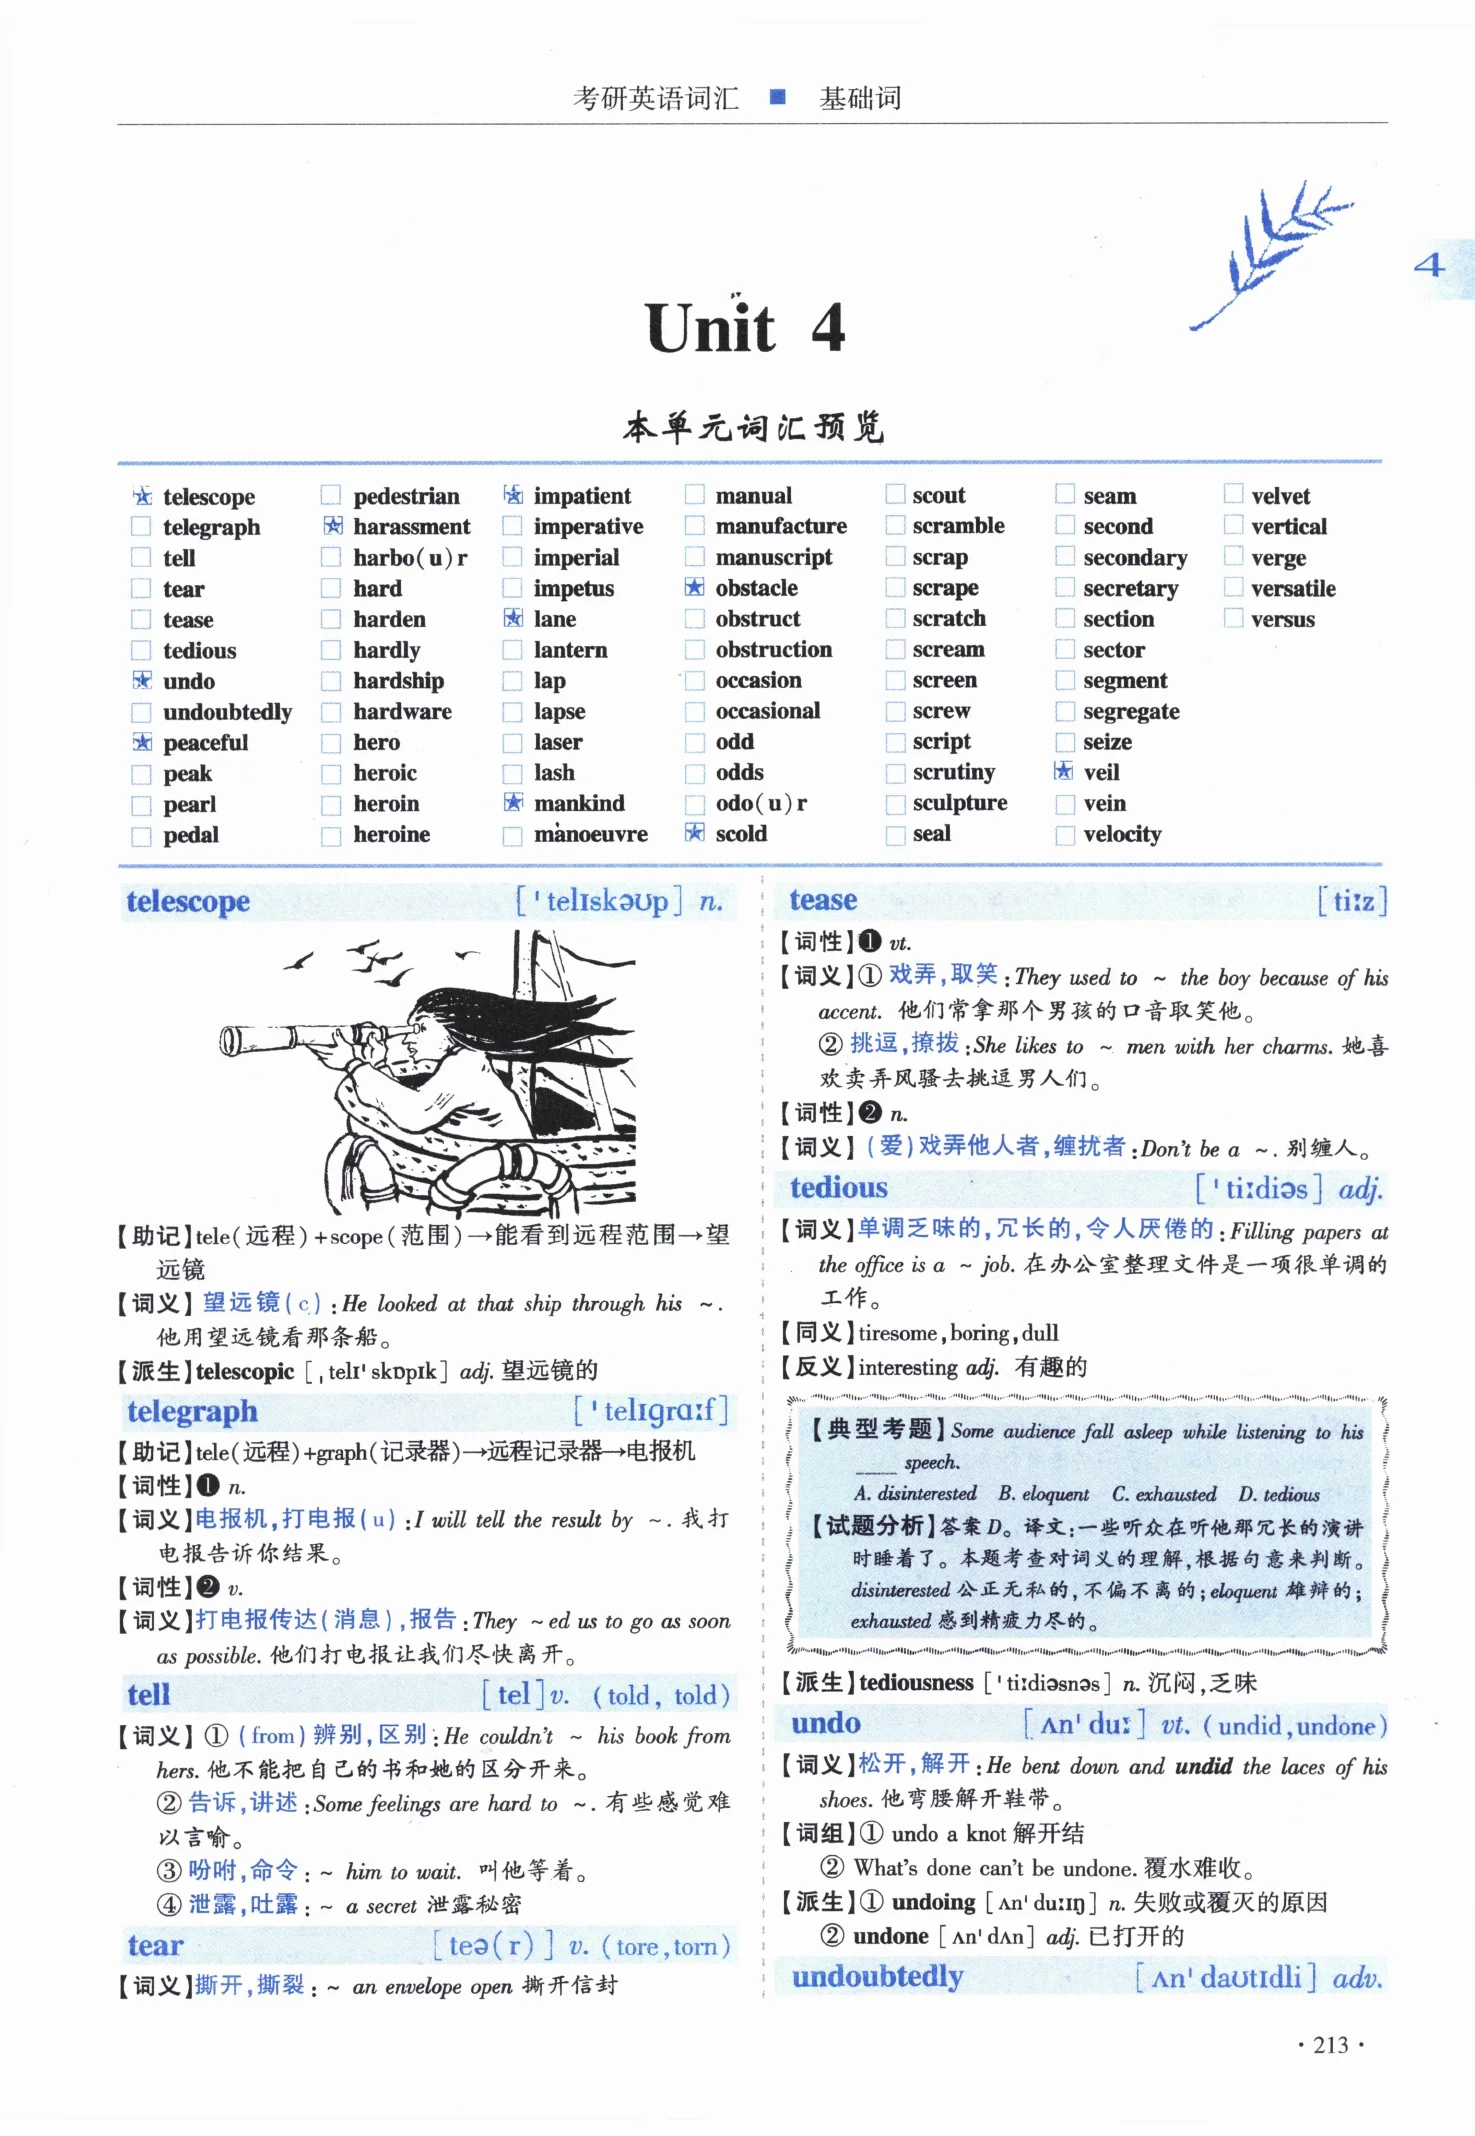 考研英语词汇 ■ 基础词
4
Unit 4
本单元词汇预览
telescope pedestrian impatient manual scout seam velvet
telegraph harassment imperative manufacture scramble second vertical
tell harbo(u)r imperial manuscript scrap secondary verge
tear hard impetus obstacle scrape secretary versatile
tease harden lane obstruct scratch section versus
tedious hardly lantern obstruction scream sector
undo hardship lap occasion screen segment
undoubtedly hardware lapse occasional screw segregate
peaceful hero laser odd script seize
peak heroic lash odds scrutiny veil
pearl heroin mankind odo(u)r sculpture vein
pedal heroine manoeuvre scold seal velocity
telescope [ˈtelɪskəʊp] n.
【助记】tele(远程)+scope(范围)→能看到远程范围→望
远镜
【词义】望远镜(c):He looked at that ship through his ~.
他用望远镜看那条船。
【派生】telescopic [ˌtelɪˈskɒpɪk] adj. 望远镜的
telegraph [ˈtelɪgrɑːf]
【助记】tele(远程)+graph(记录器)→远程记录器→电报机
【词性】❶ n.
【词义】电报机,打电报(u):I will tell the result by ~. 我打
电报告诉你结果。
【词性】❷ v.
【词义】打电报传达(消息),报告:They ~ed us to go as soon
as possible. 他们打电报让我们尽快离开。
tell [tel] v. (told, told)
【词义】①(from)辨别,区别:He couldn't ~ his book from
hers. 他不能把自己的书和她的区分开来。
②告诉,讲述:Some feelings are hard to ~. 有些感觉难
以言喻。
③吩咐,命令:~ him to wait. 叫他等着。
④泄露,吐露:~ a secret 泄露秘密
tear [teə(r)] v. (tore,torn)
【词义】撕开,撕裂:~ an envelope open 撕开信封
tease [tiːz]
【词性】❶ vt.
【词义】①戏弄,取笑:They used to ~ the boy because of his
accent. 他们常拿那个男孩的口音取笑他。
②挑逗,撩拨:She likes to ~ men with her charms. 她喜
欢卖弄风骚去挑逗男人们。
【词性】❷ n.
【词义】(爱)戏弄他人者,缠扰者:Don't be a ~. 别缠人。
tedious [ˈtiːdiəs] adj.
【词义】单调乏味的,冗长的,令人厌倦的:Filling papers at
the office is a ~ job. 在办公室整理文件是一项很单调的
工作。
【同义】tiresome,boring,dull
【反义】interesting adj. 有趣的
【典型考题】Some audience fall asleep while listening to his
____ speech.
A. disinterested B. eloquent C. exhausted D. tedious
【试题分析】答案 D。译文:一些听众在听他那冗长的演讲
时睡着了。本题考查对词义的理解,根据句意来判断。
disinterested 公正无私的,不偏不离的;eloquent 雄辩的;
exhausted 感到精疲力尽的。
【派生】tediousness [ˈtiːdiəsnəs] n. 沉闷,乏味
undo [ʌnˈduː] vt. (undid,undone)
【词义】松开,解开:He bent down and undid the laces of his
shoes. 他弯腰解开鞋带。
【词组】① undo a knot 解开结
② What's done can't be undone. 覆水难收。
【派生】① undoing [ʌnˈduːɪŋ] n. 失败或覆灭的原因
② undone [ʌnˈdʌn] adj. 已打开的
undoubtedly [ʌnˈdaʊtɪdli] adv.
·213·